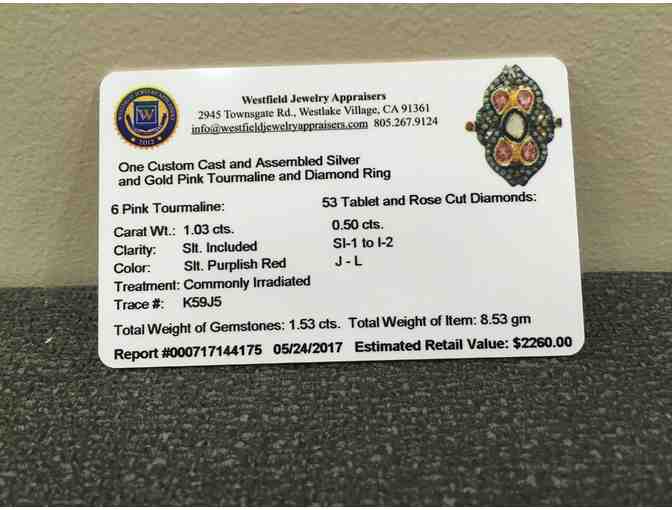 WESTFIELD JEWELRY APPRAISERS
W
2012
Westfield Jewelry Appraisers
2945 Townsgate Rd., Westlake Village, CA 91361
info@westfieldjewelryappraisers.com 805.267.9124
One Custom Cast and Assembled Silver
and Gold Pink Tourmaline and Diamond Ring
6 Pink Tourmaline: 53 Tablet and Rose Cut Diamonds:
Carat Wt.: 1.03 cts. 0.50 cts.
Clarity: Slt. Included SI-1 to I-2
Color: Slt. Purplish Red J - L
Treatment: Commonly Irradiated
Trace #: K59J5
Total Weight of Gemstones: 1.53 cts. Total Weight of Item: 8.53 gm
Report #000717144175 05/24/2017 Estimated Retail Value: $2260.00